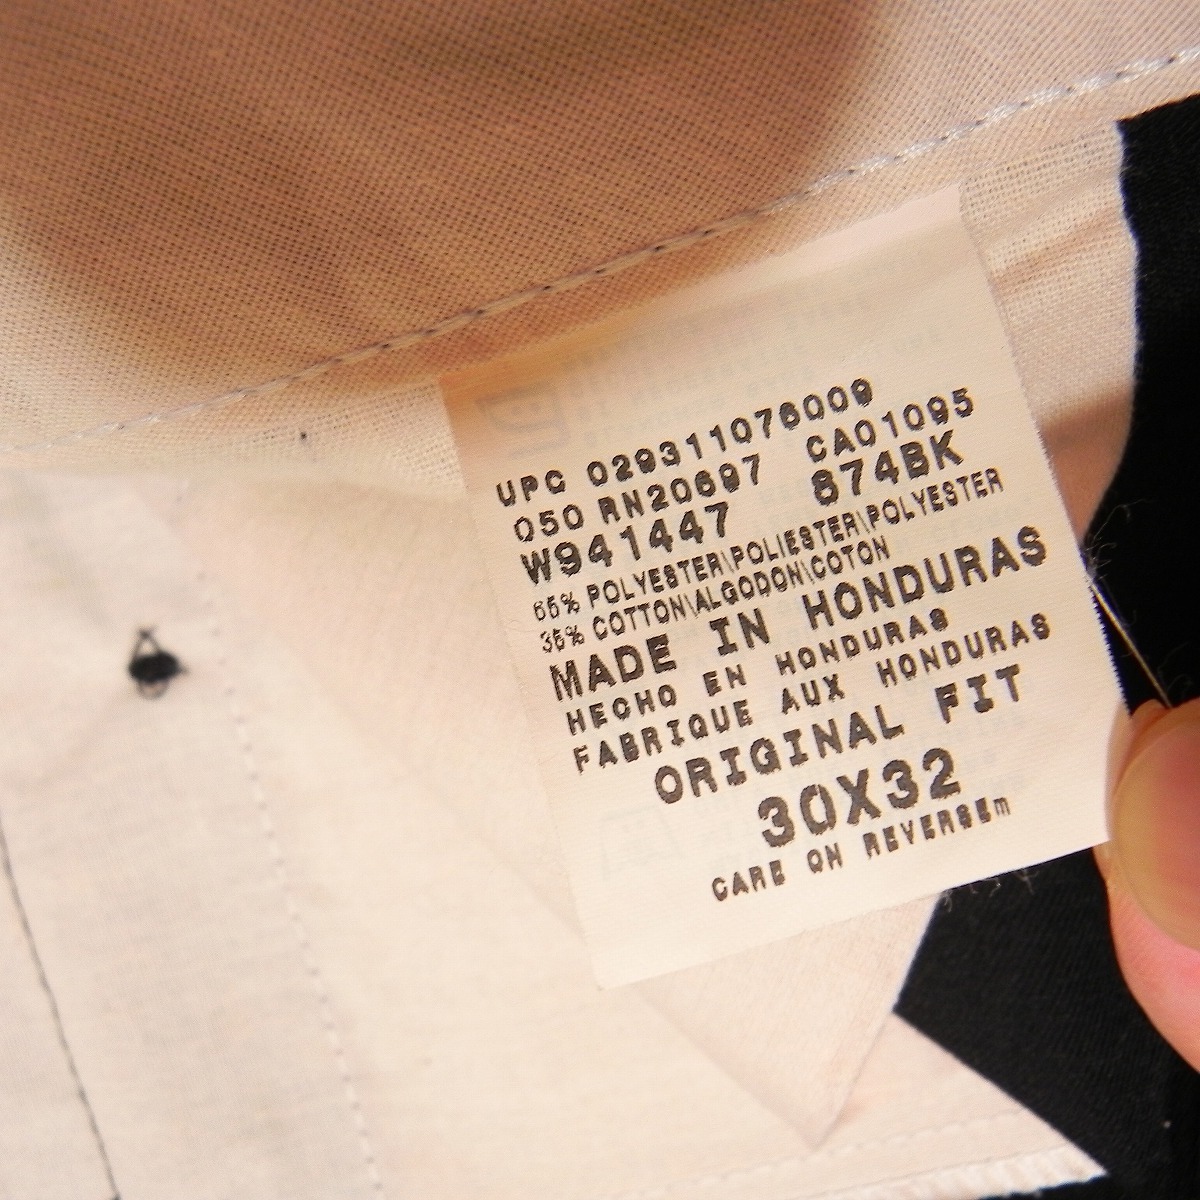 UPC 029311076009
050 RN20697 CA01095
W941447 874BK
65% POLYESTER\POLIESTER\POLYESTER
35% COTTON\ALGODON\COTON
MADE IN HONDURAS
HECHO EN HONDURAS
FABRIQUE AUX HONDURAS
ORIGINAL FIT
30X32
CARE ON REVERSEm